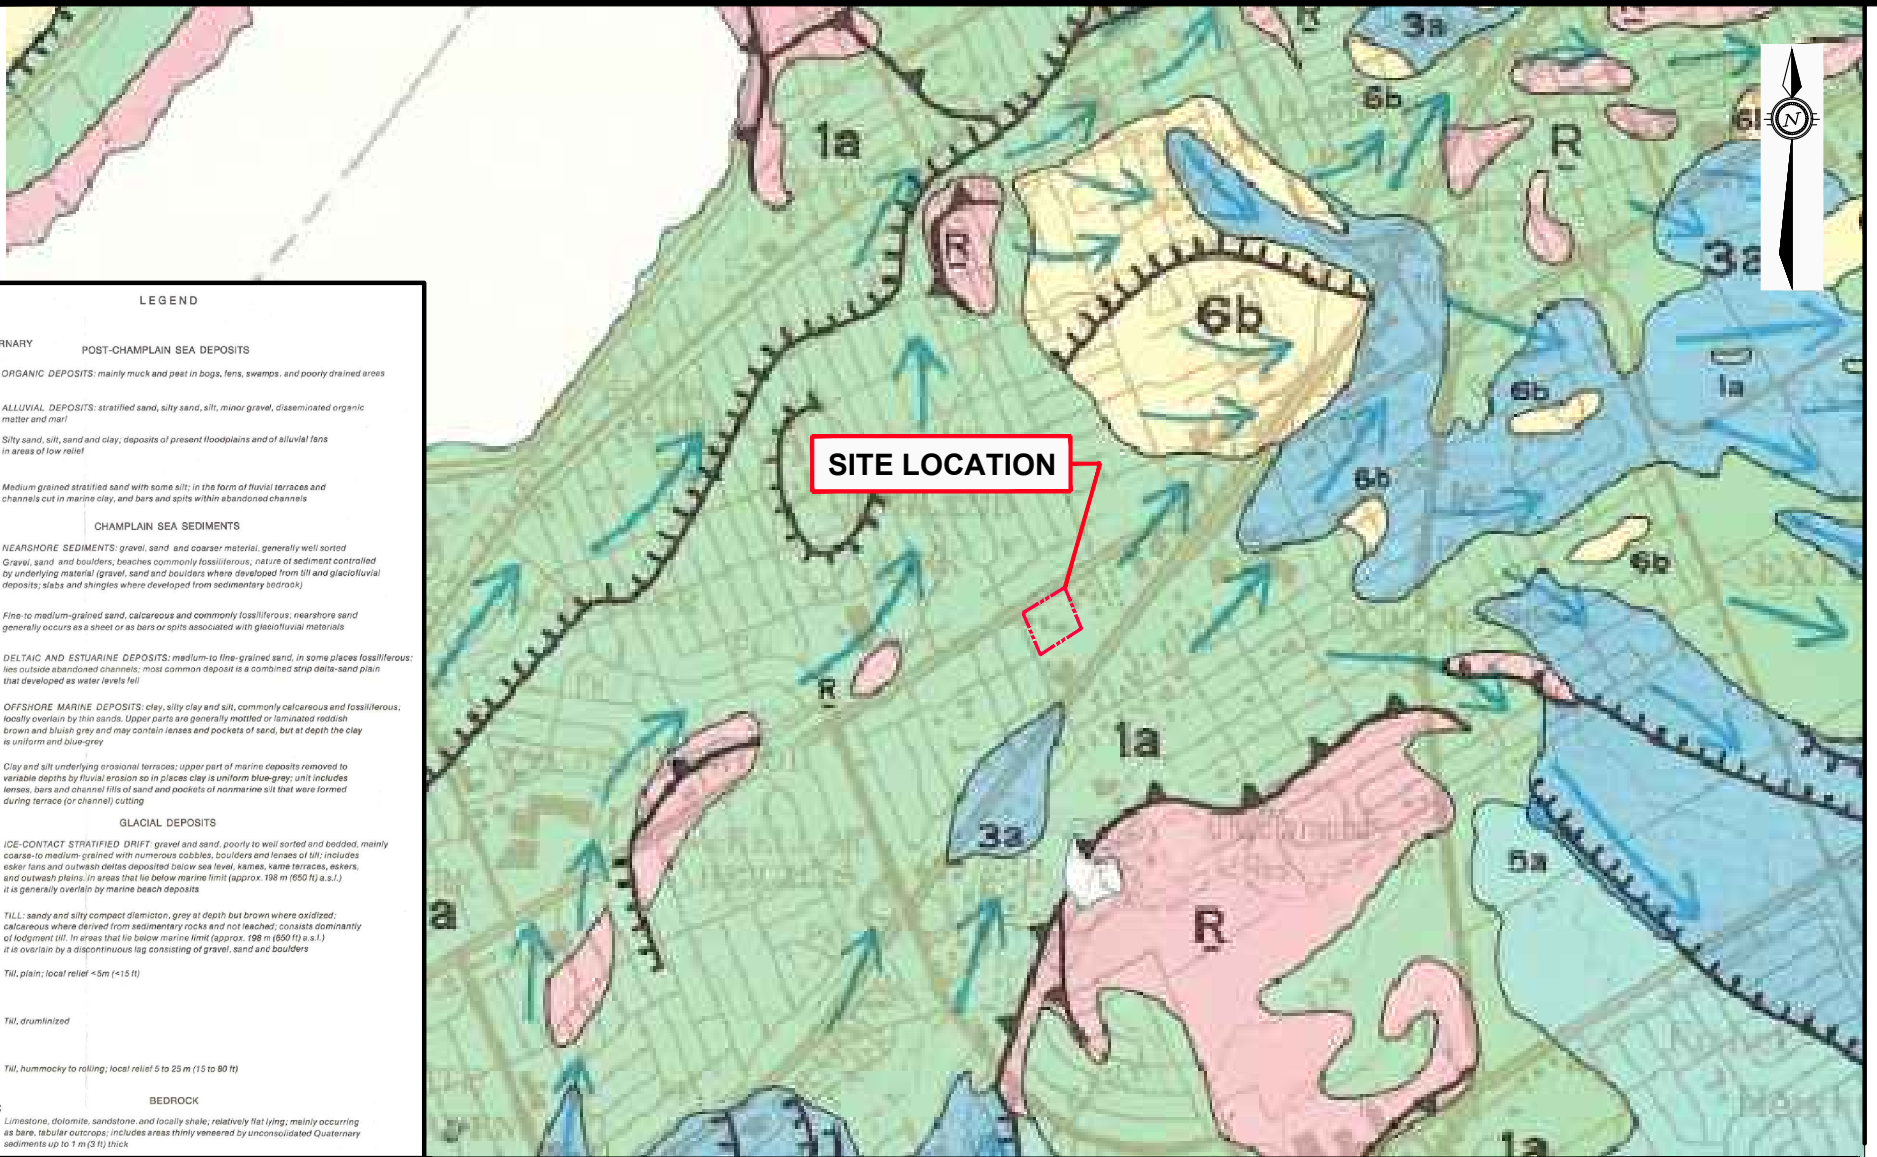 LEGEND
RNARY
POST-CHAMPLAIN SEA DEPOSITS
ORGANIC DEPOSITS: mainly muck and peat in bogs, fens, swamps, and poorly drained areas
ALLUVIAL DEPOSITS: stratified sand, silty sand, silt, minor gravel, disseminated organic
matter and marl
Silty sand, silt, sand and clay; deposits of present floodplains and of alluvial fans
in areas of low relief
Medium grained stratified sand with some silt; in the form of fluvial terraces and
channels cut in marine clay, and bars and spits within abandoned channels
CHAMPLAIN SEA SEDIMENTS
NEARSHORE SEDIMENTS: gravel, sand and coarser material, generally well sorted
Gravel, sand and boulders; beaches commonly fossiliferous; nature of sediment controlled
by underlying material (gravel, sand and boulders where developed from till and glaciofluvial
deposits; slabs and shingles where developed from sedimentary bedrock)
Fine-to medium-grained sand, calcareous and commonly fossiliferous; nearshore sand
generally occurs as a sheet or as bars or spits associated with glaciofluvial materials
DELTAIC AND ESTUARINE DEPOSITS: medium-to fine-grained sand, in some places fossiliferous;
lies outside abandoned channels; most common deposit is a combined strip delta-sand plain
that developed as water levels fell
OFFSHORE MARINE DEPOSITS: clay, silty clay and silt, commonly calcareous and fossiliferous;
locally overlain by thin sands. Upper parts are generally mottled or laminated reddish
brown and bluish grey and may contain lenses and pockets of sand, but at depth the clay
is uniform and blue-grey
Clay and silt underlying erosional terraces; upper part of marine deposits removed to
variable depths by fluvial erosion so in places clay is uniform blue-grey; unit includes
lenses, bars and channel fills of sand and pockets of nonmarine silt that were formed
during terrace (or channel) cutting
GLACIAL DEPOSITS
ICE-CONTACT STRATIFIED DRIFT: gravel and sand, poorly to well sorted and bedded, mainly
coarse-to medium-grained with numerous cobbles, boulders and lenses of till; includes
esker fans and outwash deltas deposited below sea level, kames, kame terraces, eskers,
and outwash plains. In areas that lie below marine limit (approx. 198 m (650 ft) a.s.l.)
it is generally overlain by marine beach deposits
TILL: sandy and silty compact diamicton, grey at depth but brown where oxidized;
calcareous where derived from sedimentary rocks and not leached; consists dominantly
of lodgment till. In areas that lie below marine limit (approx. 198 m (650 ft) a.s.l.)
it is overlain by a discontinuous lag consisting of gravel, sand and boulders
Till, plain; local relief <5m (<15 ft)
Till, drumlinized
Till, hummocky to rolling; local relief 5 to 25 m (15 to 80 ft)
BEDROCK
Limestone, dolomite, sandstone, and locally shale; relatively flat lying; mainly occurring
as bare, tabular outcrops; includes areas thinly veneered by unconsolidated Quaternary
sediments up to 1 m (3 ft) thick
R
3a
6b
N
1a
R
R
3a
6b
1a
6b
SITE LOCATION
6b
6b
R
1a
3a
5a
a
R
1a